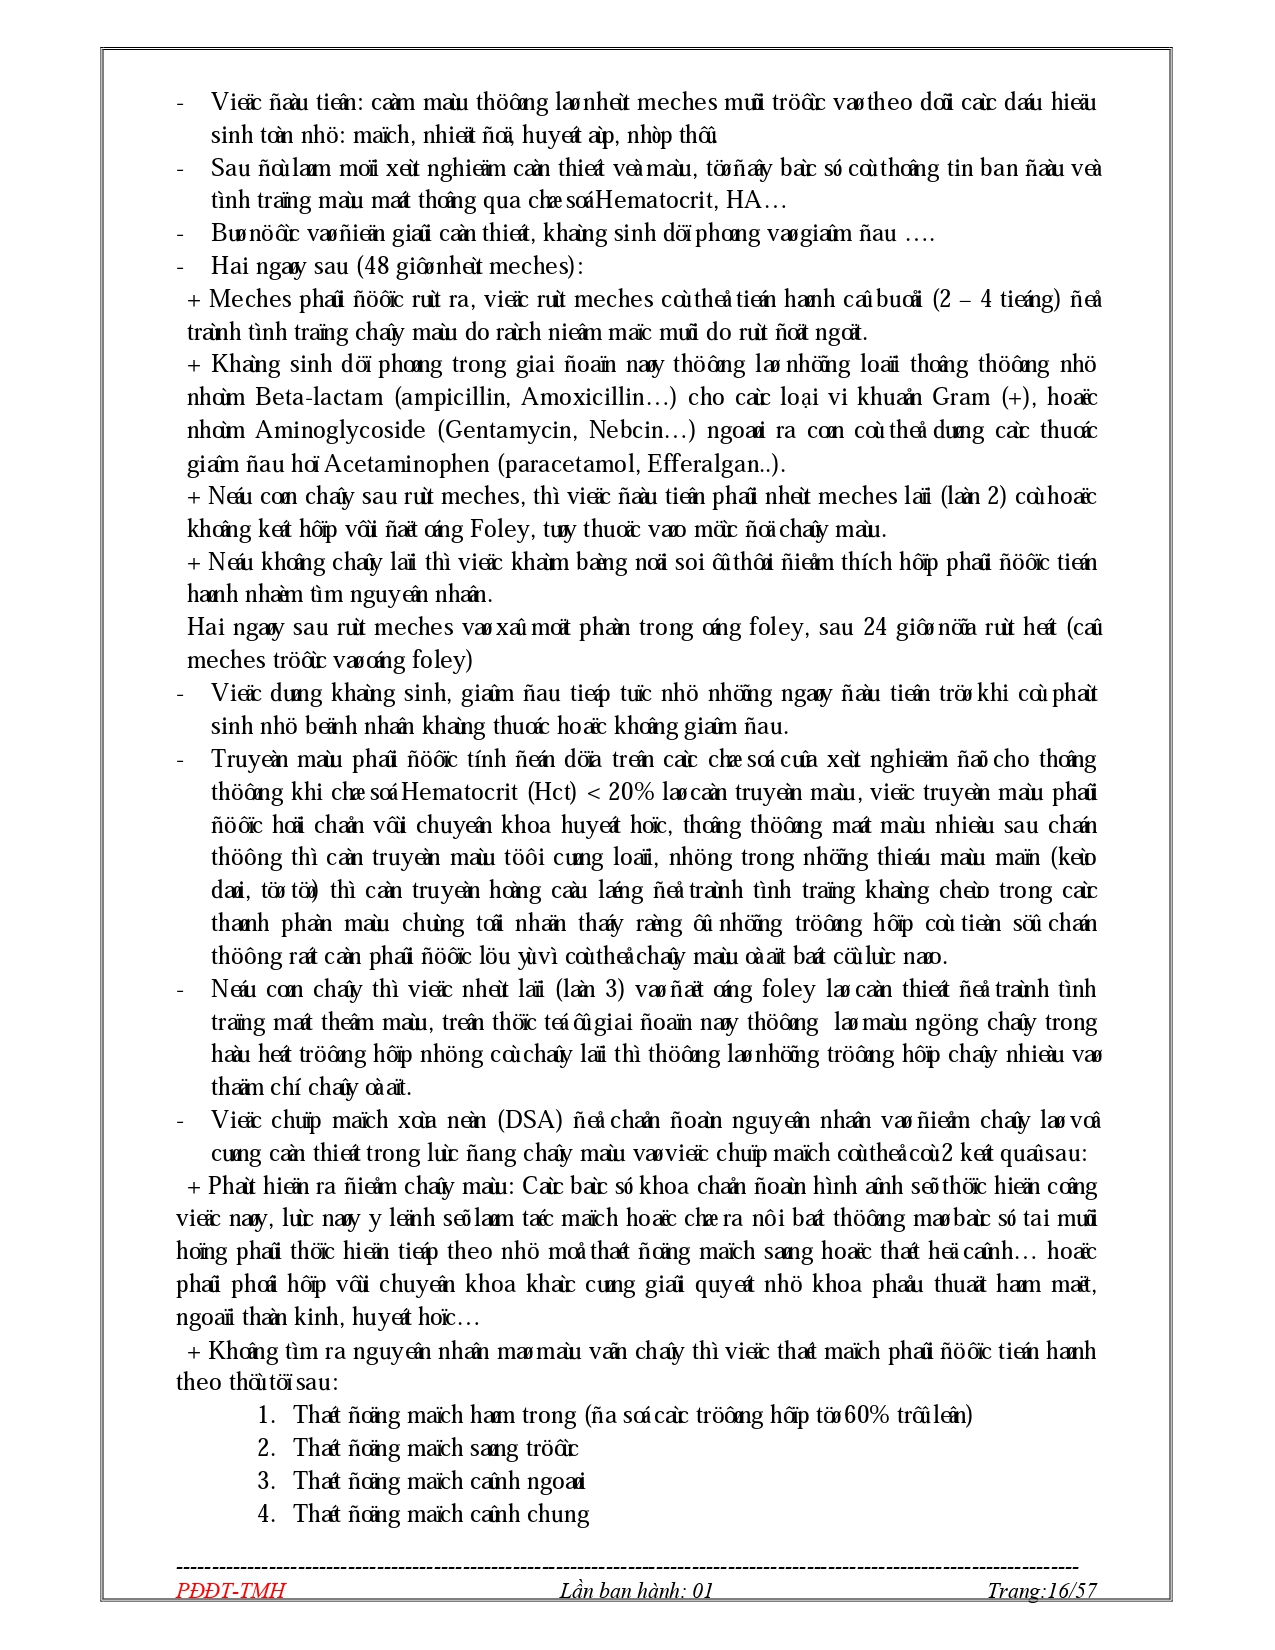 - Vieäc ñaàu tieân: caàm maùu thöôøng laø nheùt meches muõi tröôùc vaø theo doõi caùc daáu hieäu
sinh toàn nhö: maïch, nhieät ñoä, huyeát aùp, nhòp thôû.
- Sau ñoù laøm moïi xeùt nghieäm caàn thieát veà maùu, töø ñaây baùc só coù thoâng tin ban ñaàu veà
tình traïng maùu maát thoâng qua chæ soá Hematocrit, HA…
- Buø nöôùc vaø ñieän giaûi caàn thieát, khaùng sinh döï phoøng vaø giaûm ñau ….
- Hai ngaøy sau (48 giôø nheùt meches):
+ Meches phaûi ñöôïc ruùt ra, vieäc ruùt meches coù theå tieán haønh caû buoåi (2 – 4 tieáng) ñeå
traùnh tình traïng chaûy maùu do raùch nieâm maïc muõi do ruùt ñoät ngoät.
+ Khaùng sinh döï phoøng trong giai ñoaïn naøy thöôøng laø nhöõng loaïi thoâng thöôøng nhö
nhoùm Beta-lactam (ampicillin, Amoxicillin…) cho caùc loại vi khuaån Gram (+), hoaëc
nhoùm Aminoglycoside (Gentamycin, Nebcin…) ngoaøi ra coøn coù theå duøng caùc thuoác
giaûm ñau hoï Acetaminophen (paracetamol, Efferalgan..).
+ Neáu coøn chaûy sau ruùt meches, thì vieäc ñaàu tieân phaûi nheùt meches laïi (laàn 2) coù hoaëc
khoâng keát hôïp vôùi ñaët oáng Foley, tuøy thuoäc vaøo möùc ñoä chaûy maùu.
+ Neáu khoâng chaûy laïi thì vieäc khaùm baèng noäi soi ôû thôøi ñieåm thích hôïp phaûi ñöôïc tieán
haønh nhaèm tìm nguyeân nhaân.
Hai ngaøy sau ruùt meches vaø xaû moät phaàn trong oáng foley, sau 24 giôø nöõa ruùt heát (caû
meches tröôùc vaø oáng foley)
- Vieäc duøng khaùng sinh, giaûm ñau tieáp tuïc nhö nhöõng ngaøy ñaàu tieân tröø khi coù phaùt
sinh nhö beänh nhaân khaùng thuoác hoaëc khoâng giaûm ñau.
- Truyeàn maùu phaûi ñöôïc tính ñeán döïa treân caùc chæ soá cuûa xeùt nghieäm ñaõ cho thoâng
thöôøng khi chæ soá Hematocrit (Hct) < 20% laø caàn truyeàn maùu, vieäc truyeàn maùu phaûi
ñöôïc hoäi chaån vôùi chuyeân khoa huyeát hoïc, thoâng thöôøng maát maùu nhieàu sau chaán
thöông thì caàn truyeàn maùu töôi cuøng loaïi, nhöng trong nhöõng thieáu maùu maïn (keùo
daøi, töø töø) thì caàn truyeàn hoàng caàu laéng ñeå traùnh tình traïng khaùng cheùo trong caùc
thaønh phaàn maùu chuùng toâi nhaän thaáy raèng ôû nhöõng tröôøng hôïp coù tieàn söû chaán
thöông raát caàn phaûi ñöôïc löu yù vì coù theå chaûy maùu oà aït baát cöù luùc naøo.
- Neáu coøn chaûy thì vieäc nheùt laïi (laàn 3) vaø ñaët oáng foley laø caàn thieát ñeå traùnh tình
traïng maát theâm maùu, treân thöïc teá ôû giai ñoaïn naøy thöôøng laø maùu ngöng chaûy trong
haàu heát tröôøng hôïp nhöng coù chaûy laïi thì thöôøng laø nhöõng tröôøng hôïp chaûy nhieàu vaø
thaäm chí chaûy oà aït.
- Vieäc chuïp maïch xoùa neàn (DSA) ñeå chaån ñoaùn nguyeân nhaân vaø ñieåm chaûy laø voâ
cuøng caàn thieát trong luùc ñang chaûy maùu vaø vieäc chuïp maïch coù theå coù 2 keát quaû sau:
+ Phaùt hieän ra ñieåm chaûy maùu: Caùc baùc só khoa chaån ñoaùn hình aûnh seõ thöïc hieän coâng
vieäc naøy, luùc naøy y leänh seõ laøm taéc maïch hoaëc chæ ra nôi baát thöôøng maø baùc só tai muõi
hoïng phaûi thöïc hieän tieáp theo nhö moå thaét ñoäng maïch saøng hoaëc thaét heä caûnh… hoaëc
phaûi phoái hôïp vôùi chuyeân khoa khaùc cuøng giaûi quyeát nhö khoa phaåu thuaät haøm maët,
ngoaïi thaàn kinh, huyeát hoïc…
+ Khoâng tìm ra nguyeân nhaân maø maùu vaãn chaûy thì vieäc thaét maïch phaûi ñöôïc tieán haønh
theo thöù töï sau:
1. Thaét ñoäng maïch haøm trong (ña soá caùc tröôøng hôïp töø 60% trôû leân)
2. Thaét ñoäng maïch saøng tröôùc
3. Thaét ñoäng maïch caûnh ngoaøi
4. Thaét ñoäng maïch caûnh chung
PĐĐT-TMH Lần ban hành: 01 Trang:16/57